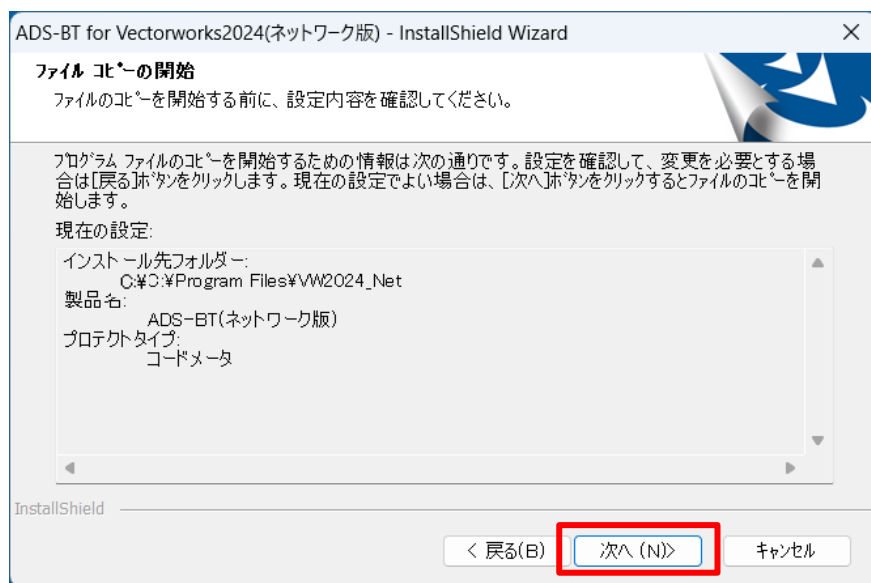 ADS-BT for Vectorworks2024(ネットワーク版) - InstallShield Wizard
ファイル コピーの開始
ファイルのコピーを開始する前に、設定内容を確認してください。
プログラム ファイルのコピーを開始するための情報は次の通りです。設定を確認して、変更を必要とする場
合は[戻る]ボタンをクリックします。現在の設定でよい場合は、[次へ]ボタンをクリックするとファイルのコピーを開
始します。
現在の設定:
インストール先フォルダー:
C:¥C:¥Program Files¥VW2024_Net
製品名:
ADS-BT(ネットワーク版)
プロテクトタイプ:
コードメータ
InstallShield
< 戻る(B)
次へ (N)>
キャンセル